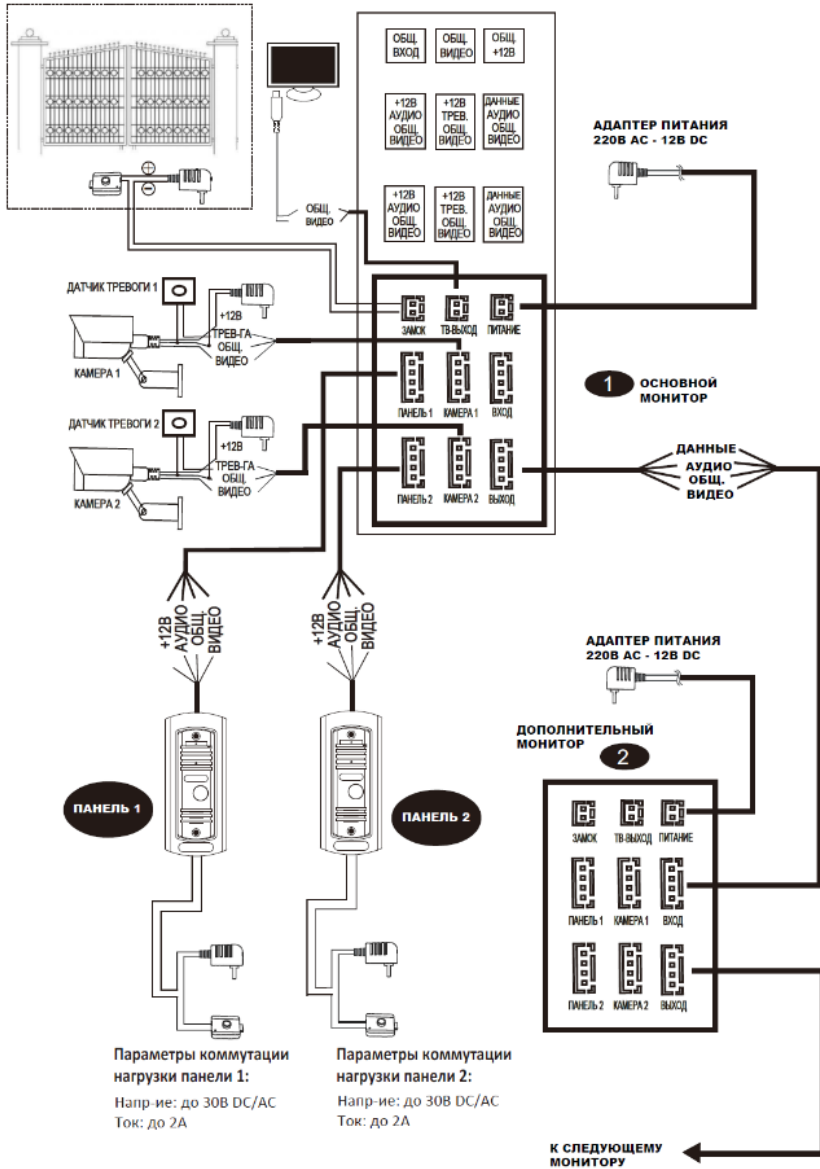 ОБЩ.
ВХОД
ОБЩ.
ВИДЕО
ОБЩ.
+12В
+12В
АУДИО
ОБЩ.
ВИДЕО
+12В
ТРЕВ.
ОБЩ.
ВИДЕО
ДАННЫЕ
АУДИО
ОБЩ.
ВИДЕО
+12В
АУДИО
ОБЩ.
ВИДЕО
+12В
ТРЕВ.
ОБЩ.
ВИДЕО
ДАННЫЕ
АУДИО
ОБЩ.
ВИДЕО
АДАПТЕР ПИТАНИЯ
220В AC - 12В DC
+
−
ОБЩ.
ВИДЕО
ДАТЧИК ТРЕВОГИ 1
+12В
ТРЕВ-ГА
ОБЩ.
ВИДЕО
КАМЕРА 1
ДАТЧИК ТРЕВОГИ 2
+12В
ТРЕВ-ГА
ОБЩ.
ВИДЕО
КАМЕРА 2
ЗАМОК
ТВ-ВЫХОД
ПИТАНИЕ
ПАНЕЛЬ 1
КАМЕРА 1
ВХОД
ПАНЕЛЬ 2
КАМЕРА 2
ВЫХОД
1
ОСНОВНОЙ
МОНИТОР
ДАННЫЕ
АУДИО
ОБЩ.
ВИДЕО
+12В
АУДИО
ОБЩ.
ВИДЕО
+12В
АУДИО
ОБЩ.
ВИДЕО
АДАПТЕР ПИТАНИЯ
220В AC - 12В DC
ДОПОЛНИТЕЛЬНЫЙ
МОНИТОР
2
ПАНЕЛЬ 1
ПАНЕЛЬ 2
ЗАМОК
ТВ-ВЫХОД
ПИТАНИЕ
ПАНЕЛЬ 1
КАМЕРА 1
ВХОД
ПАНЕЛЬ 2
КАМЕРА 2
ВЫХОД
Параметры коммутации
нагрузки панели 1:
Напр-ие: до 30В DC/AC
Ток: до 2А
Параметры коммутации
нагрузки панели 2:
Напр-ие: до 30В DC/AC
Ток: до 2А
К СЛЕДУЮЩЕМУ
МОНИТОРУ